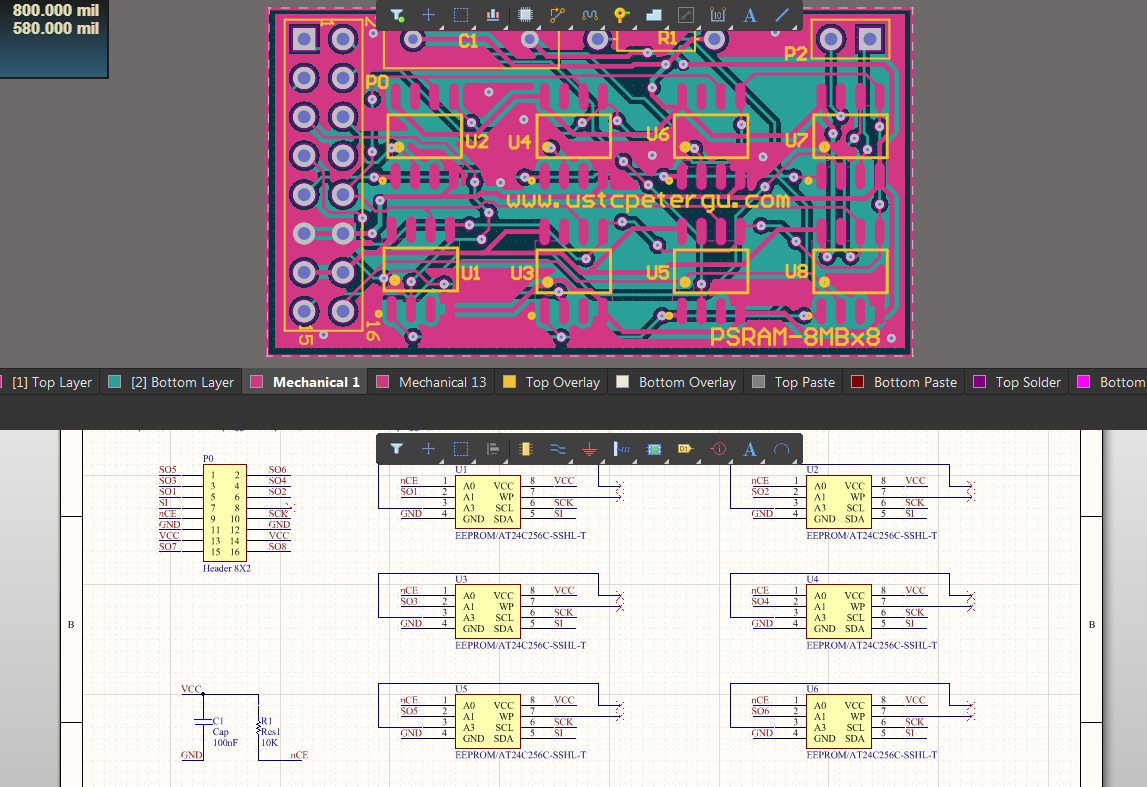 800.000 mil
580.000 mil
1 2
C1
R1
P2
P0
U2 U4 U6 U7
www.ustcpetergu.com
U1 U3 U5 U8
15 16
PSRAM-8MBx8
[1] Top Layer [2] Bottom Layer Mechanical 1 Mechanical 13 Top Overlay Bottom Overlay Top Paste Bottom Paste Top Solder Bottom
P0
SO5 1 2 SO6
SO3 3 4 SO4
SO1 5 6 SO2
SI 7 8
nCE 9 10 SCK
GND 11 12 GND
VCC 13 14 VCC
SO7 15 16 SO8
Header 8X2
U1
nCE 1 A0 VCC 8 VCC
SO1 2 A1 WP 7
3 A3 SCL 6 SCK
GND 4 GND SDA 5 SI
EEPROM/AT24C256C-SSHL-T
U2
nCE 1 A0 VCC 8 VCC
SO2 2 A1 WP 7
3 A3 SCL 6 SCK
GND 4 GND SDA 5 SI
EEPROM/AT24C256C-SSHL-T
U3
nCE 1 A0 VCC 8 VCC
SO3 2 A1 WP 7
3 A3 SCL 6 SCK
GND 4 GND SDA 5 SI
EEPROM/AT24C256C-SSHL-T
U4
nCE 1 A0 VCC 8 VCC
SO4 2 A1 WP 7
3 A3 SCL 6 SCK
GND 4 GND SDA 5 SI
EEPROM/AT24C256C-SSHL-T
B
B
VCC
C1
Cap
100nF
GND
R1
Res1
10K
nCE
U5
nCE 1 A0 VCC 8 VCC
SO5 2 A1 WP 7
3 A3 SCL 6 SCK
GND 4 GND SDA 5 SI
EEPROM/AT24C256C-SSHL-T
U6
nCE 1 A0 VCC 8 VCC
SO6 2 A1 WP 7
3 A3 SCL 6 SCK
GND 4 GND SDA 5 SI
EEPROM/AT24C256C-SSHL-T